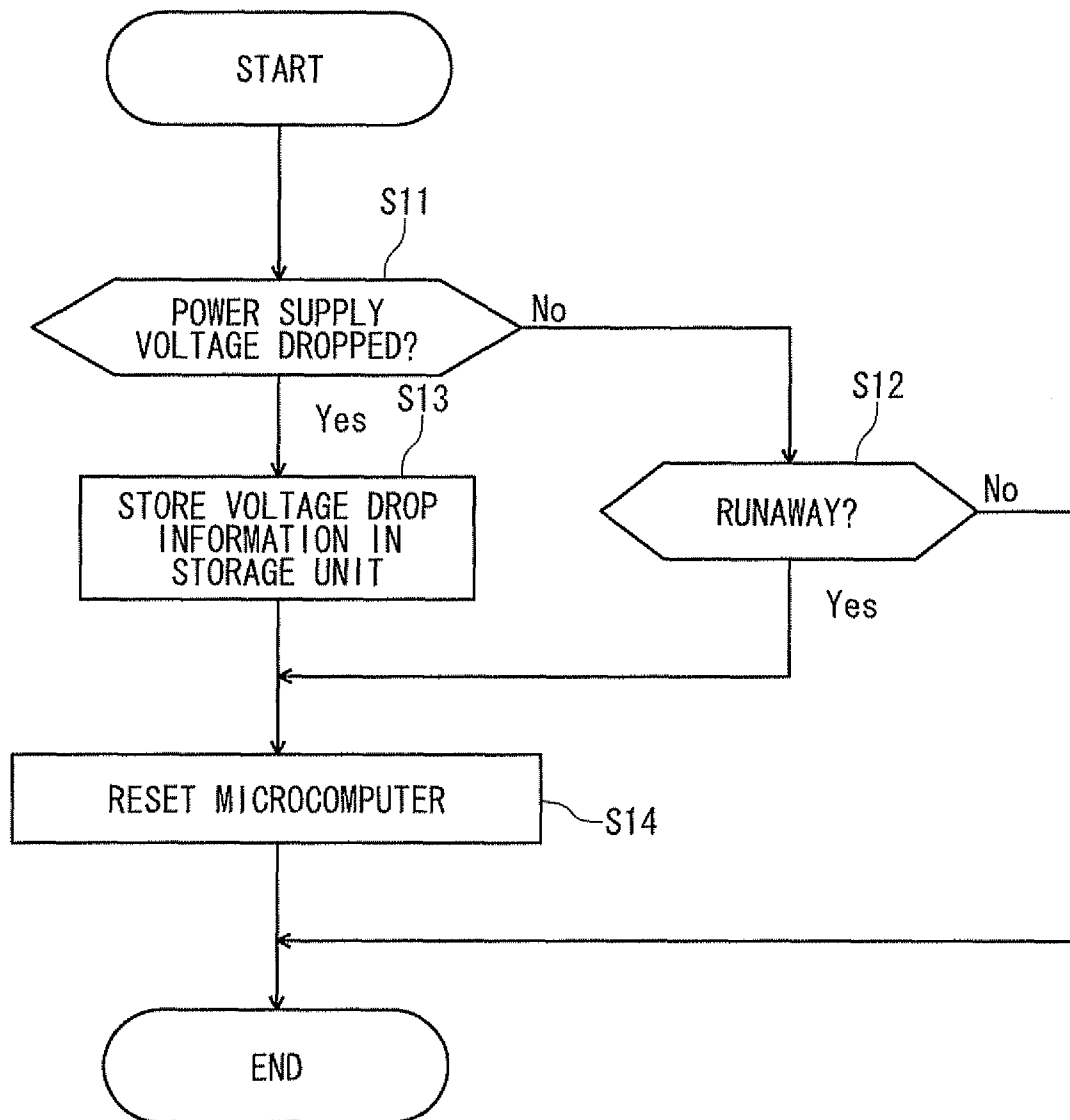 START
S11
POWER SUPPLY
VOLTAGE DROPPED?
No
Yes
S13
S12
STORE VOLTAGE DROP
INFORMATION IN
STORAGE UNIT
RUNAWAY?
No
Yes
RESET MICROCOMPUTER
S14
END